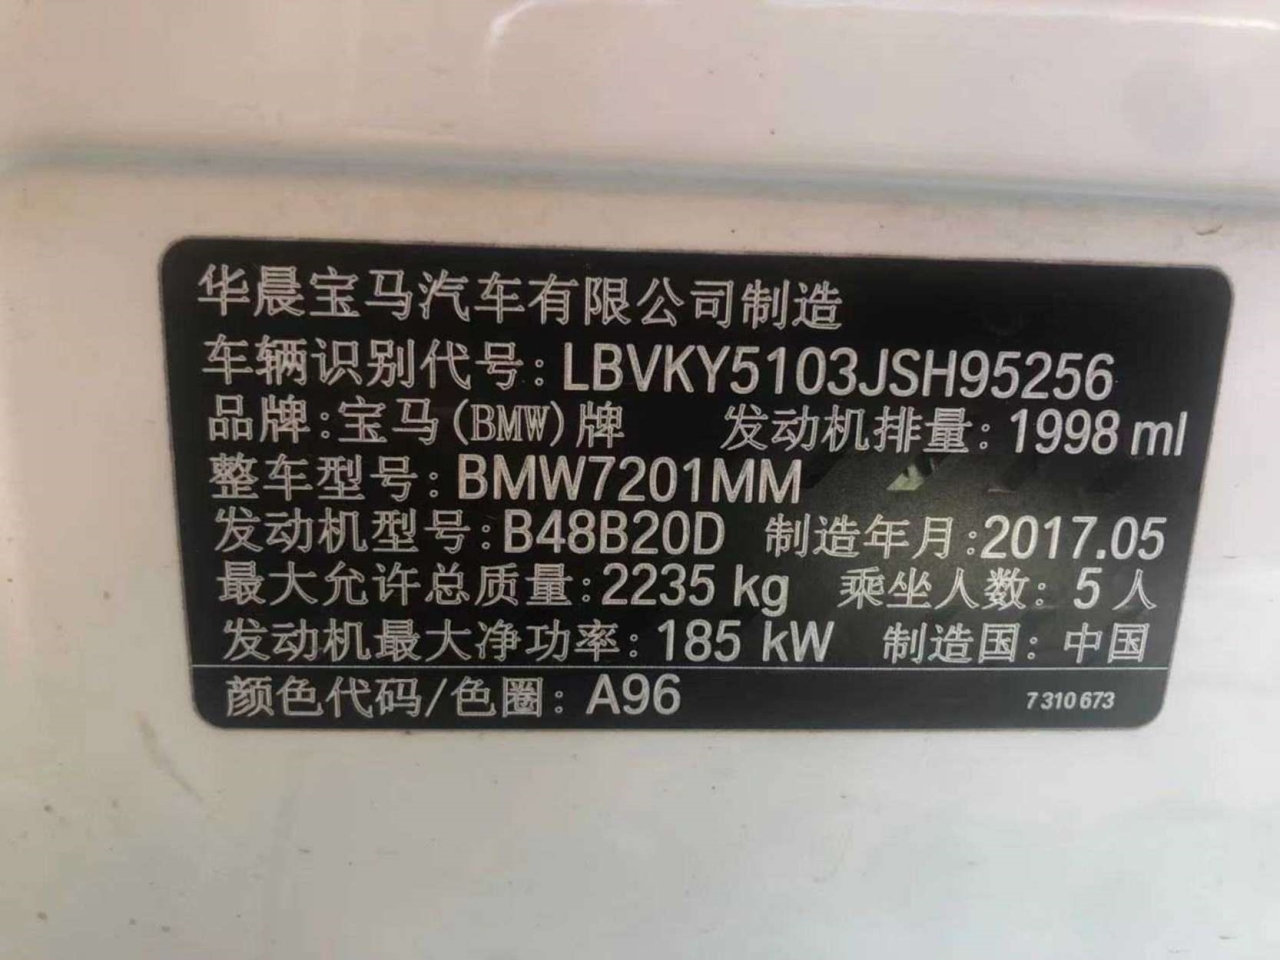 华晨宝马汽车有限公司制造
车辆识别代号:LBVKY5103JSH95256
品牌:宝马(BMW)牌 发动机排量:1998 ml
整车型号:BMW7201MM
发动机型号:B48B20D 制造年月:2017.05
最大允许总质量:2235 kg 乘坐人数:5人
发动机最大净功率:185 kW 制造国:中国
颜色代码/色圈:A96 7 310 673